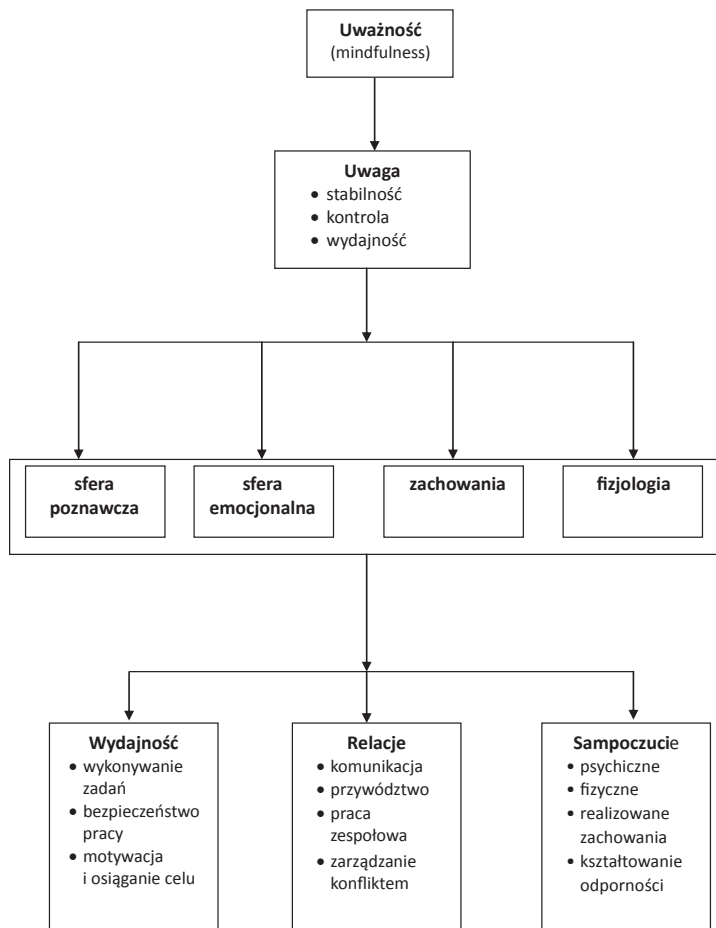 Uważność
(mindfulness)
Uwaga
• stabilność
• kontrola
• wydajność
sfera
poznawcza
sfera
emocjonalna
zachowania
fizjologia
Wydajność
• wykonywanie
zadań
• bezpieczeństwo
pracy
• motywacja
i osiąganie celu
Relacje
• komunikacja
• przywództwo
• praca
zespołowa
• zarządzanie
konfliktem
Sampoczucie
• psychiczne
• fizyczne
• realizowane
zachowania
• kształtowanie
odporności